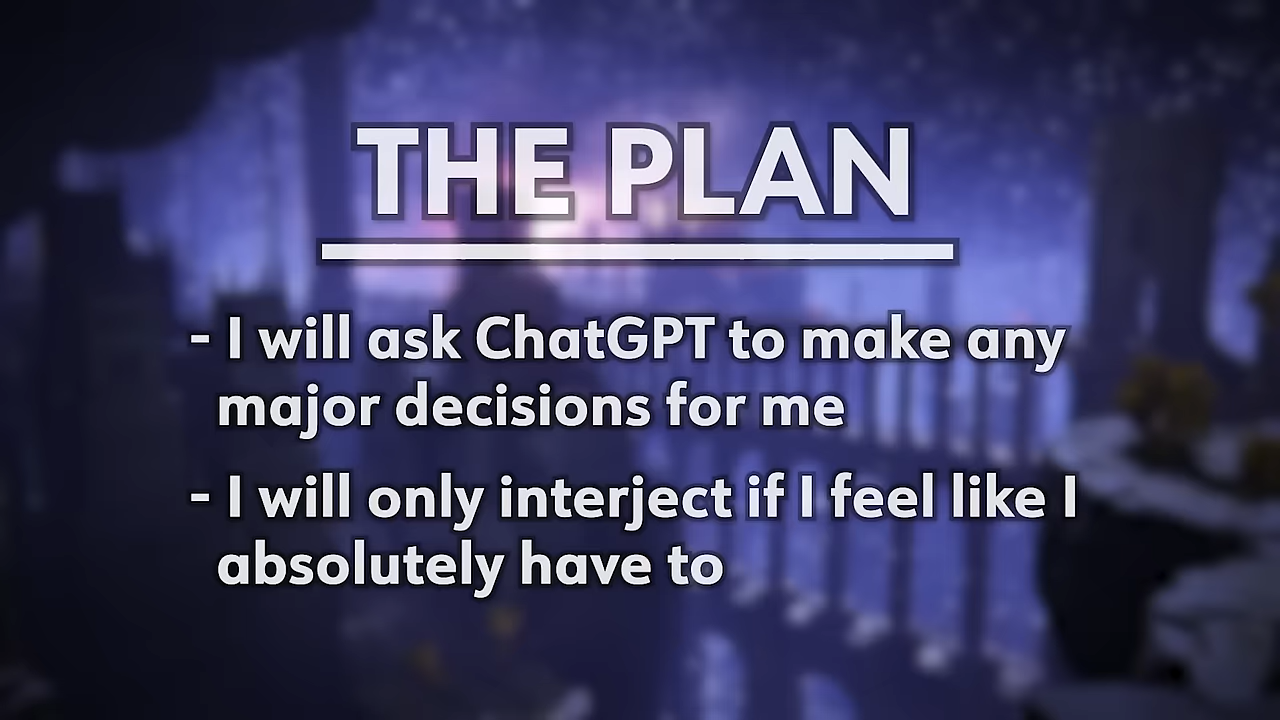 THE PLAN
- I will ask ChatGPT to make any
major decisions for me
- I will only interject if I feel like I
absolutely have to